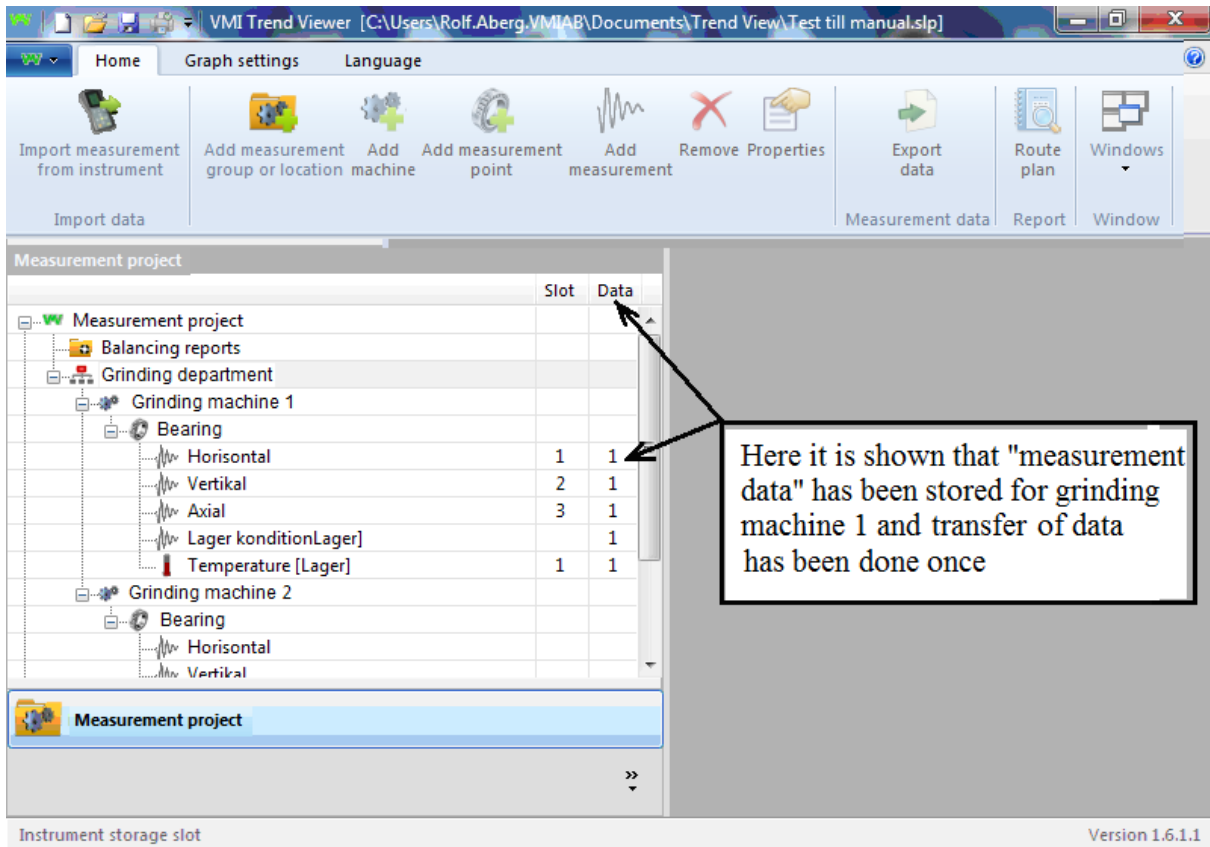 VMI Trend Viewer [C:\Users\Rolf.Aberg.VMIAB\Documents\Trend View\Test till manual.slp]
Home Graph settings Language
Import measurement from instrument
Add measurement group or location
Add machine
Add measurement point
Add measurement
Remove
Properties
Export data
Route plan
Windows
Import data
Measurement data
Report
Window
Measurement project
Slot Data
Measurement project
Balancing reports
Grinding department
Grinding machine 1
Bearing
Horisontal 1 1
Vertikal 2 1
Axial 3 1
Lager konditionLager] 1
Temperature [Lager] 1 1
Grinding machine 2
Bearing
Horisontal
Vertikal
Here it is shown that "measurement
data" has been stored for grinding
machine 1 and transfer of data
has been done once
Measurement project
Instrument storage slot
Version 1.6.1.1